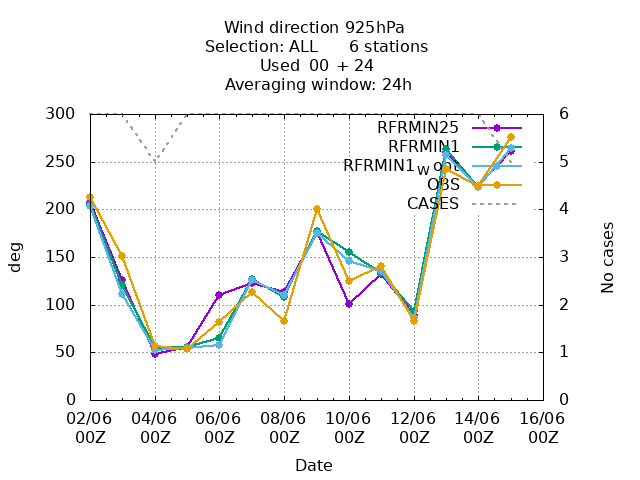 Wind direction 925hPa
Selection: ALL 6 stations
Used 00 + 24
Averaging window: 24h
300 6
RFRMIN25
RFRMIN1
250 5
RFRMIN1wopt
OBS
200 CASES 4
deg
150 3
No cases
100 2
50 1
0 0
02/06 04/06 06/06 08/06 10/06 12/06 14/06 16/06
00Z 00Z 00Z 00Z 00Z 00Z 00Z 00Z
Date